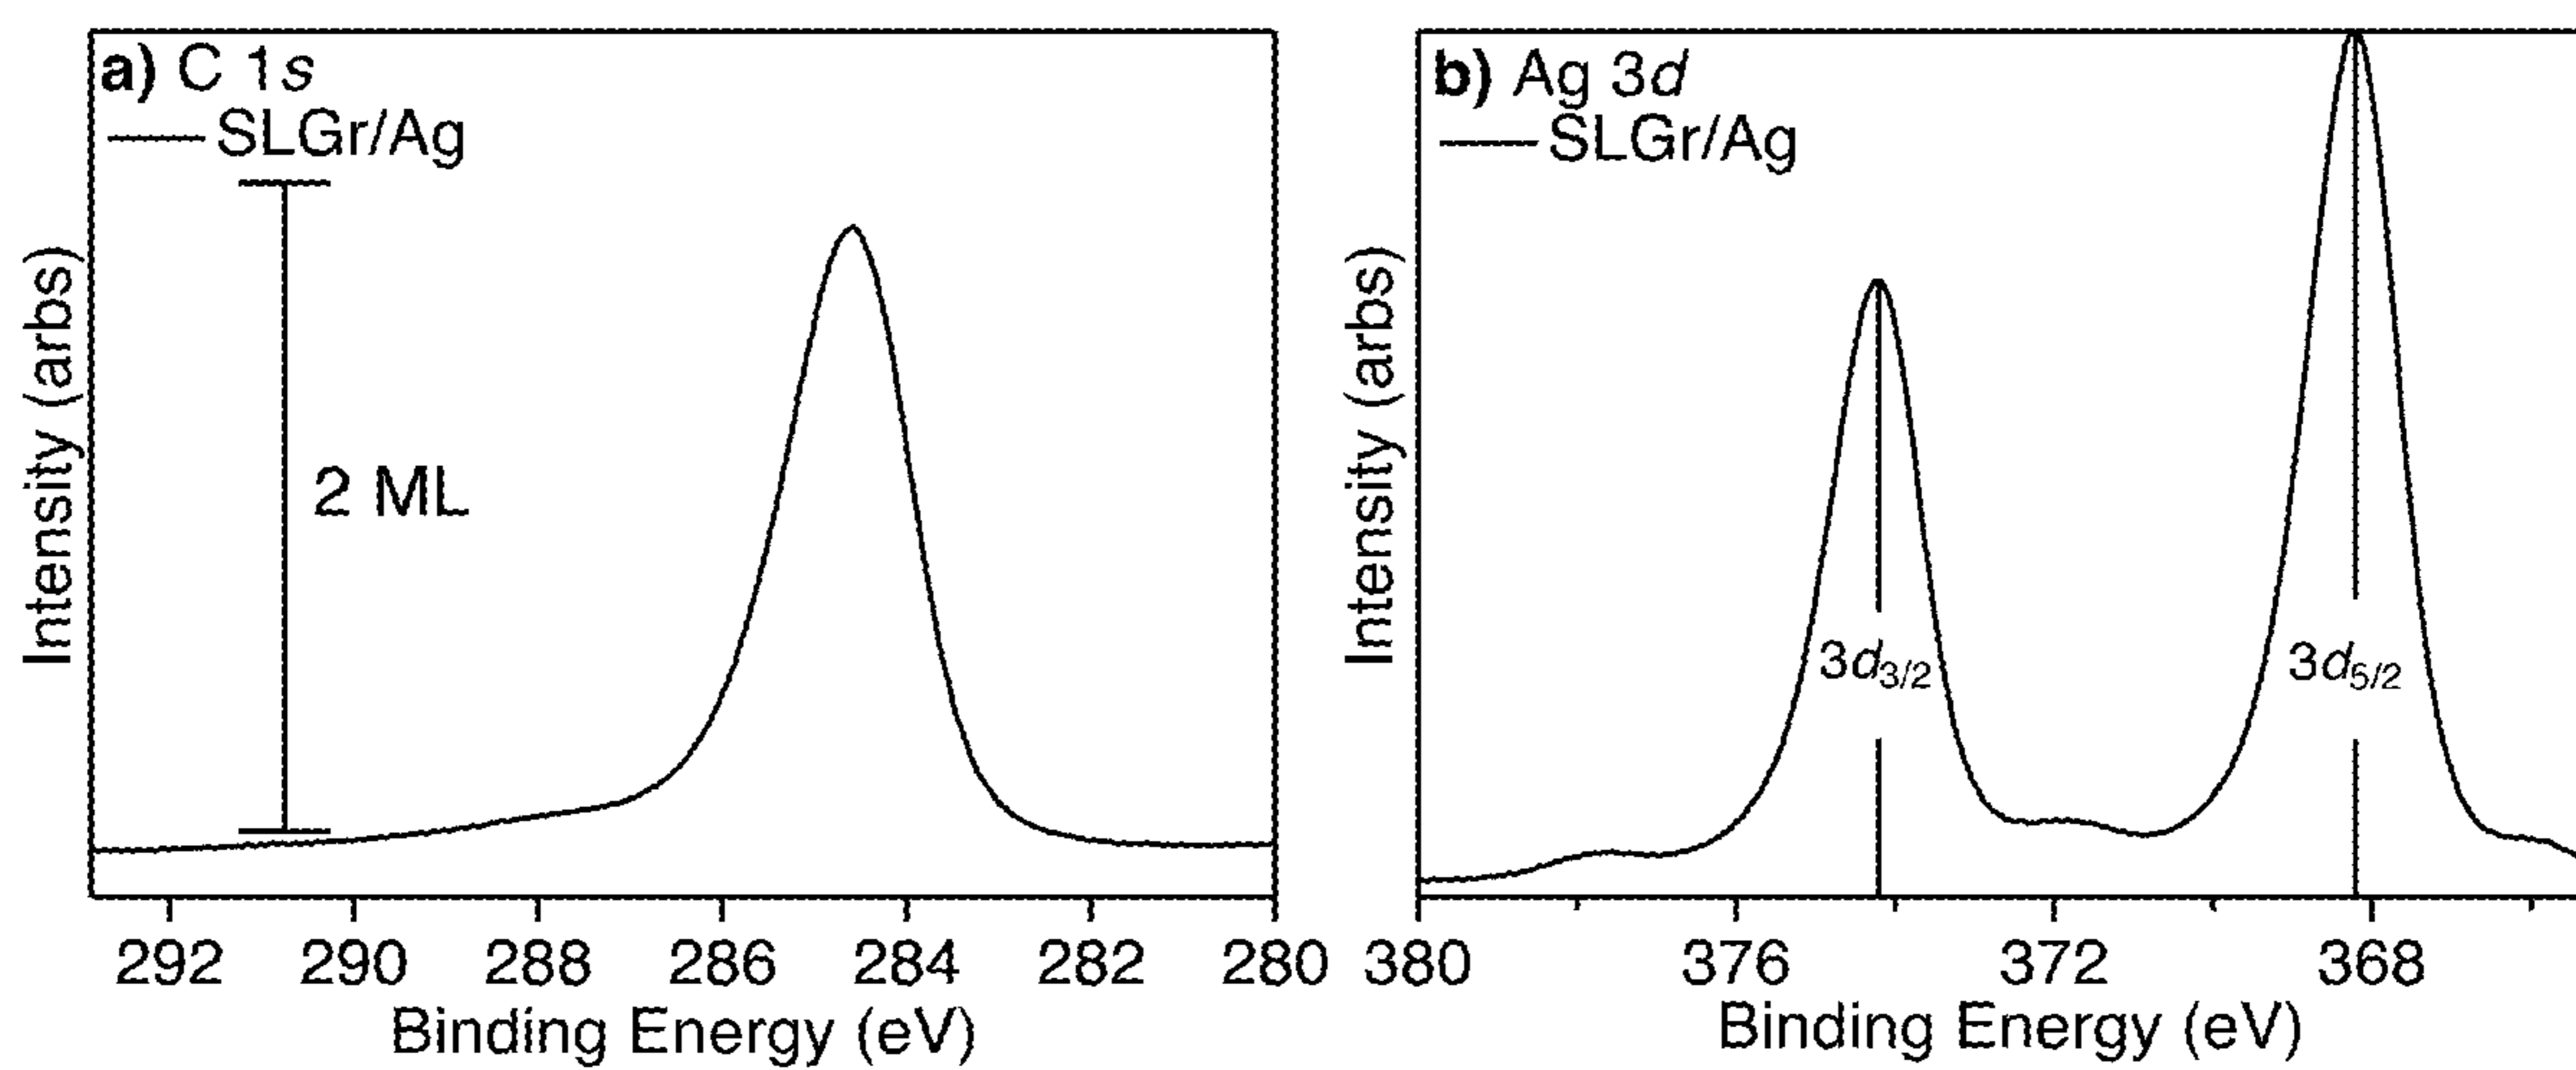 a) C 1s
SLGr/Ag
2 ML
Intensity (arbs)
292 290 288 286 284 282 280
Binding Energy (eV)
b) Ag 3d
SLGr/Ag
3d3/2
3d5/2
Intensity (arbs)
380 376 372 368
Binding Energy (eV)